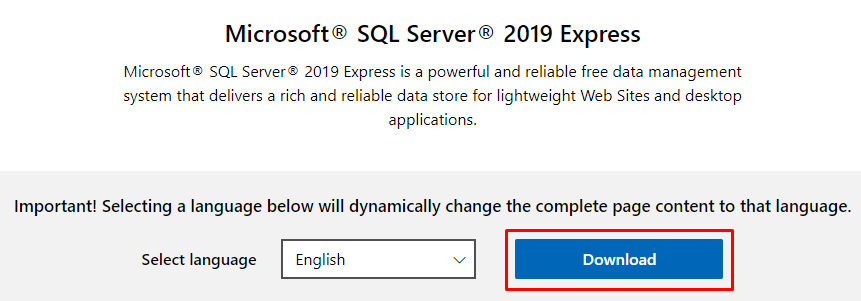 Microsoft® SQL Server® 2019 Express
Microsoft® SQL Server® 2019 Express is a powerful and reliable free data management
system that delivers a rich and reliable data store for lightweight Web Sites and desktop
applications.
Important! Selecting a language below will dynamically change the complete page content to that language.
Select language English Download